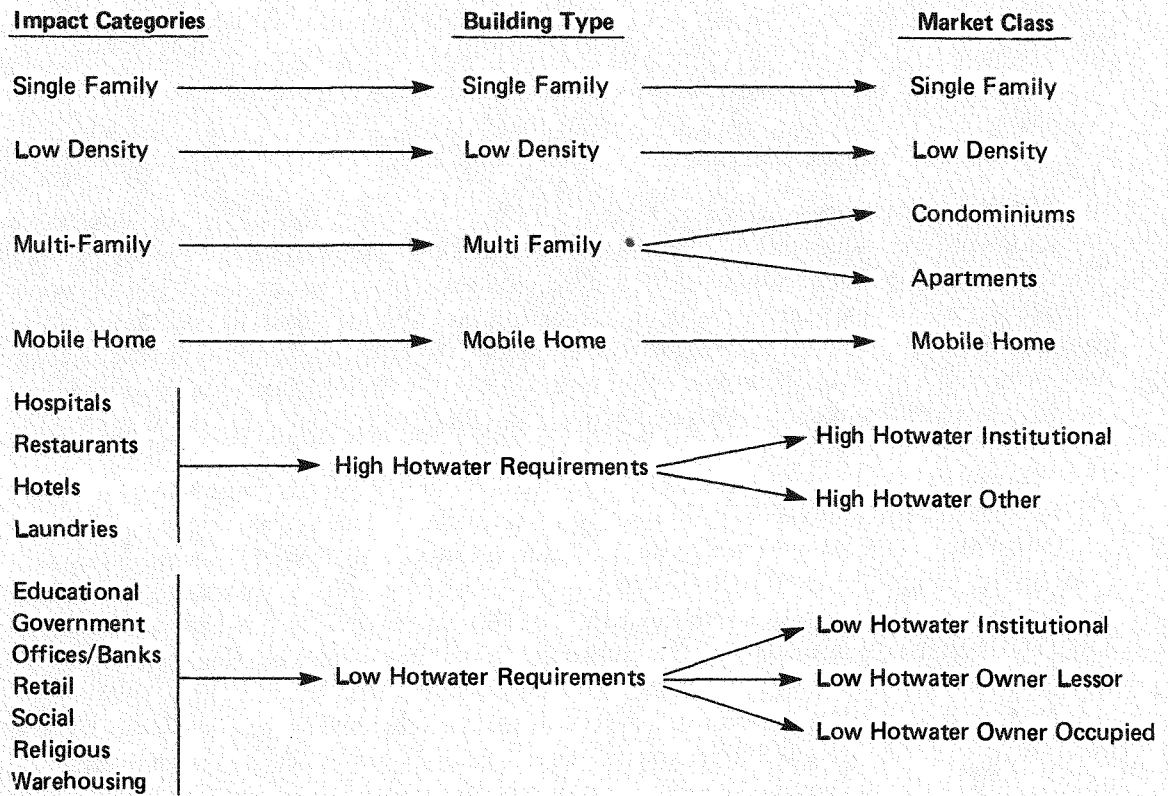 Impact Categories Building Type Market Class
Single Family Single Family Single Family
Low Density Low Density Low Density
Condominiums
Multi-Family Multi Family
Apartments
Mobile Home Mobile Home Mobile Home
Hospitals
High Hotwater Institutional
Restaurants
High Hotwater Requirements
Hotels
High Hotwater Other
Laundries
Educational
Government Low Hotwater Institutional
Offices/Banks
Low Hotwater Requirements Low Hotwater Owner Lessor
Retail
Social
Low Hotwater Owner Occupied
Religious
Warehousing